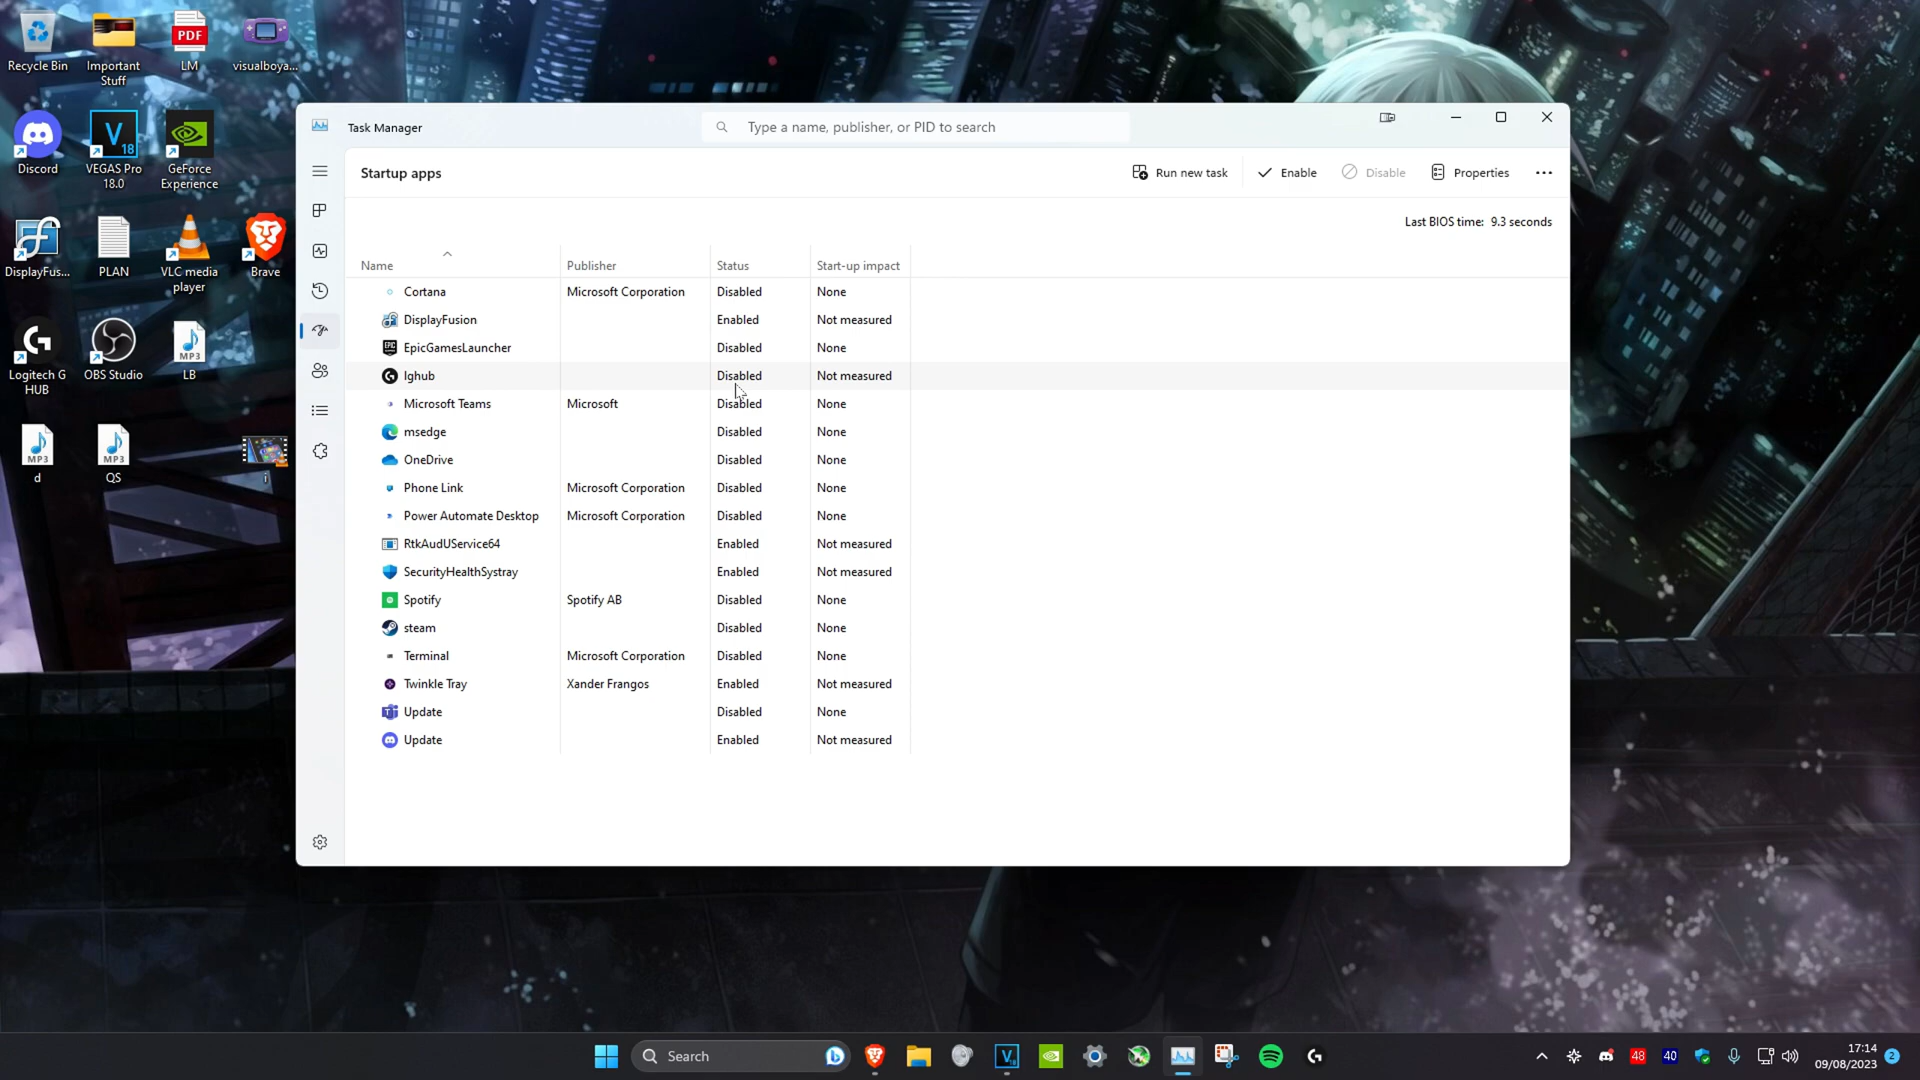 Recycle Bin
Important
Stuff
PDF
LM
visualboya...
Discord
V
18
VEGAS Pro
18.0
GeForce
Experience
DisplayFus...
PLAN
VLC media
player
Brave
Logitech G
HUB
OBS Studio
MP3
LB
MP3
d
MP3
QS
i
Task Manager
Type a name, publisher, or PID to search
Startup apps
Run new task
Enable
Disable
Properties
Last BIOS time: 9.3 seconds
Name Publisher Status Start-up impact
Cortana Microsoft Corporation Disabled None
DisplayFusion Enabled Not measured
EpicGamesLauncher Disabled None
lghub Disabled Not measured
Microsoft Teams Microsoft Disabled None
msedge Disabled None
OneDrive Disabled None
Phone Link Microsoft Corporation Disabled None
Power Automate Desktop Microsoft Corporation Disabled None
RtkAudUService64 Enabled Not measured
SecurityHealthSystray Enabled Not measured
Spotify Spotify AB Disabled None
steam Disabled None
Terminal Microsoft Corporation Disabled None
Twinkle Tray Xander Frangos Enabled Not measured
Update Disabled None
Update Enabled Not measured
Search
48
40
17:14
09/08/2023
2